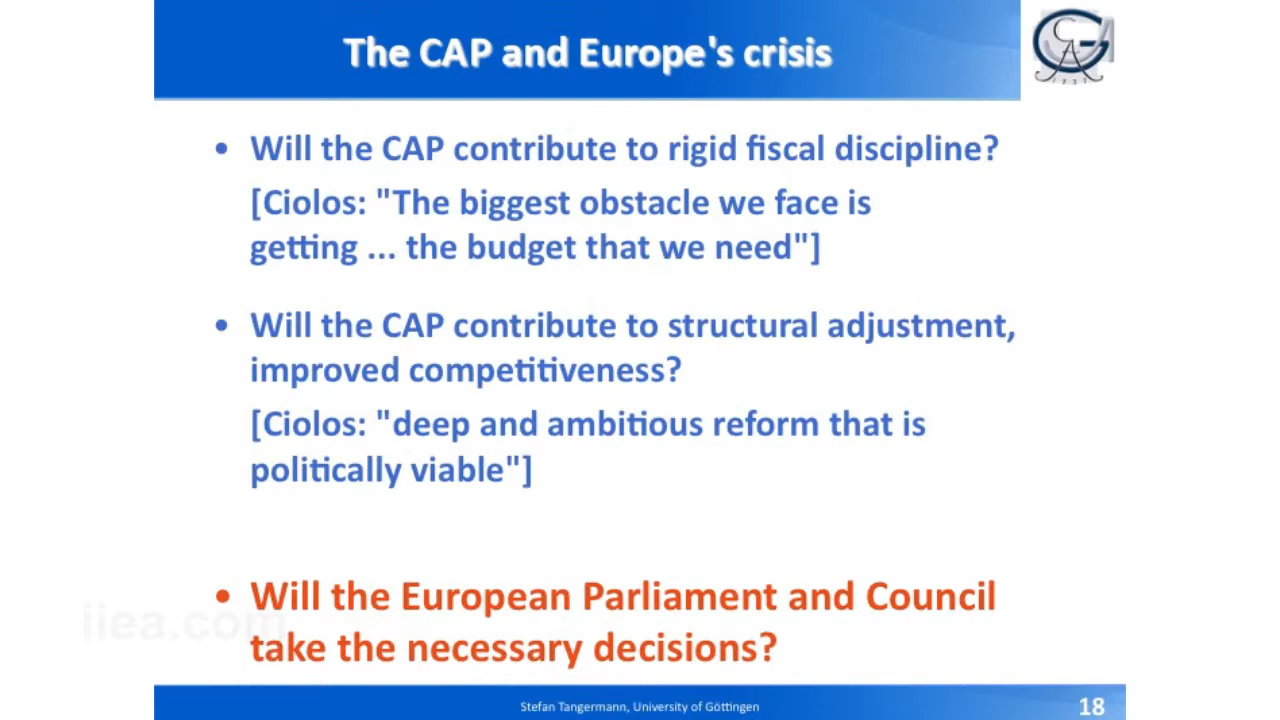 The CAP and Europe's crisis
• Will the CAP contribute to rigid fiscal discipline?
[Ciolos: "The biggest obstacle we face is
getting ... the budget that we need"]
• Will the CAP contribute to structural adjustment,
improved competitiveness?
[Ciolos: "deep and ambitious reform that is
politically viable"]
• Will the European Parliament and Council
take the necessary decisions?
iiea.com
Stefan Tangermann, University of Göttingen
18